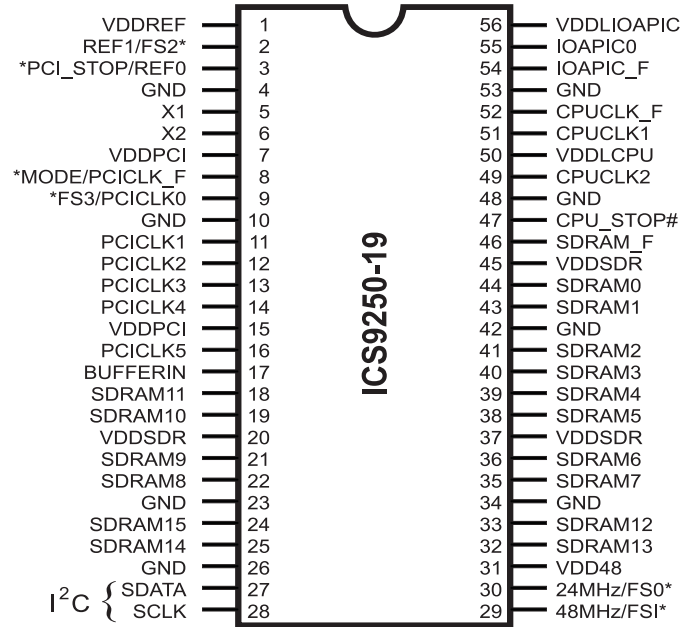 VDDREF 1 56 VDDLIOAPIC
REF1/FS2* 2 55 IOAPIC0
*PCI_STOP/REF0 3 54 IOAPIC_F
GND 4 53 GND
X1 5 52 CPUCLK_F
X2 6 51 CPUCLK1
VDDPCI 7 50 VDDLCPU
*MODE/PCICLK_F 8 49 CPUCLK2
*FS3/PCICLK0 9 48 GND
GND 10 47 CPU_STOP#
PCICLK1 11 46 SDRAM_F
PCICLK2 12 45 VDDSDR
PCICLK3 13 44 SDRAM0
PCICLK4 14 43 SDRAM1
VDDPCI 15 42 GND
PCICLK5 16 41 SDRAM2
BUFFERIN 17 40 SDRAM3
SDRAM11 18 39 SDRAM4
SDRAM10 19 38 SDRAM5
VDDSDR 20 37 VDDSDR
SDRAM9 21 36 SDRAM6
SDRAM8 22 35 SDRAM7
GND 23 34 GND
SDRAM15 24 33 SDRAM12
SDRAM14 25 32 SDRAM13
GND 26 31 VDD48
SDATA 27 30 24MHz/FS0*
SCLK 28 29 48MHz/FSI*
I²C {
ICS9250-19